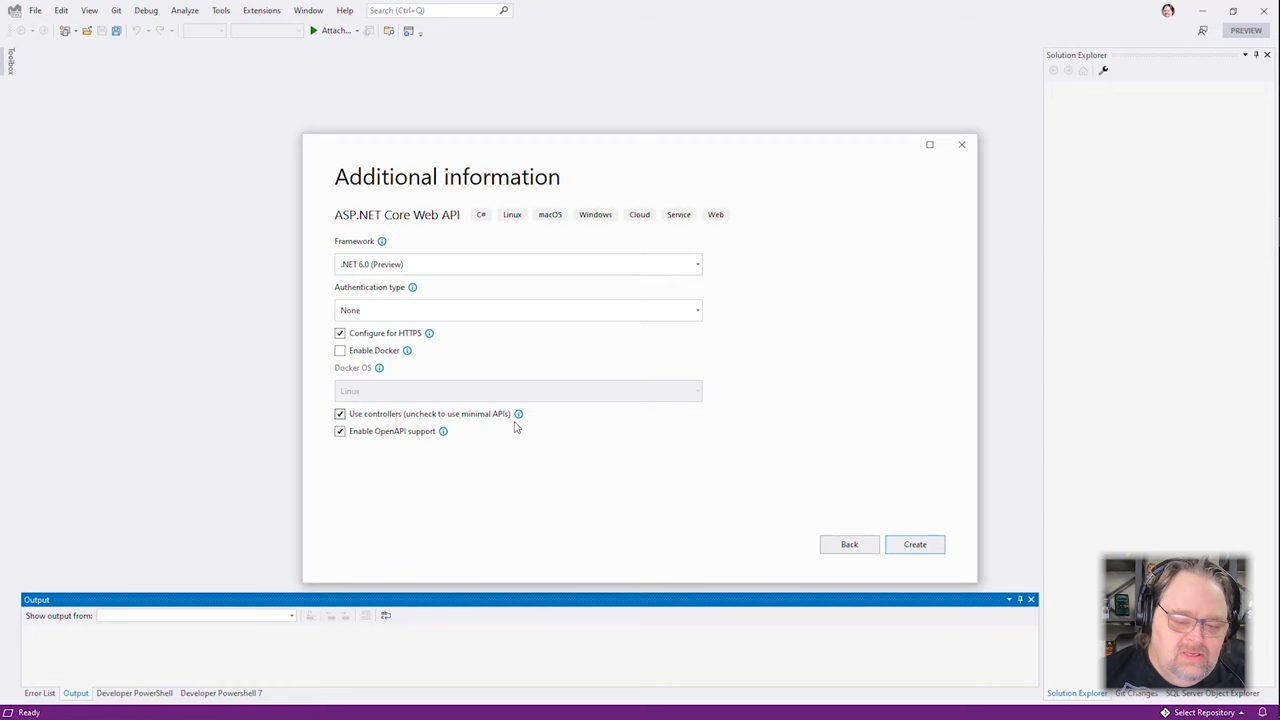 File Edit View Git Debug Analyze Tools Extensions Window Help Search (Ctrl+Q)
Attach...
PREVIEW
Toolbox
Solution Explorer
Additional information
ASP.NET Core Web API C# Linux macOS Windows Cloud Service Web
Framework
.NET 6.0 (Preview)
Authentication type
None
Configure for HTTPS
Enable Docker
Docker OS
Linux
Use controllers (uncheck to use minimal APIs)
Enable OpenAPI support
Back Create
Output
Show output from:
Error List Output Developer PowerShell Developer Powershell 7
Solution Explorer Git Changes SQL Server Object Explorer
Ready
Select Repository